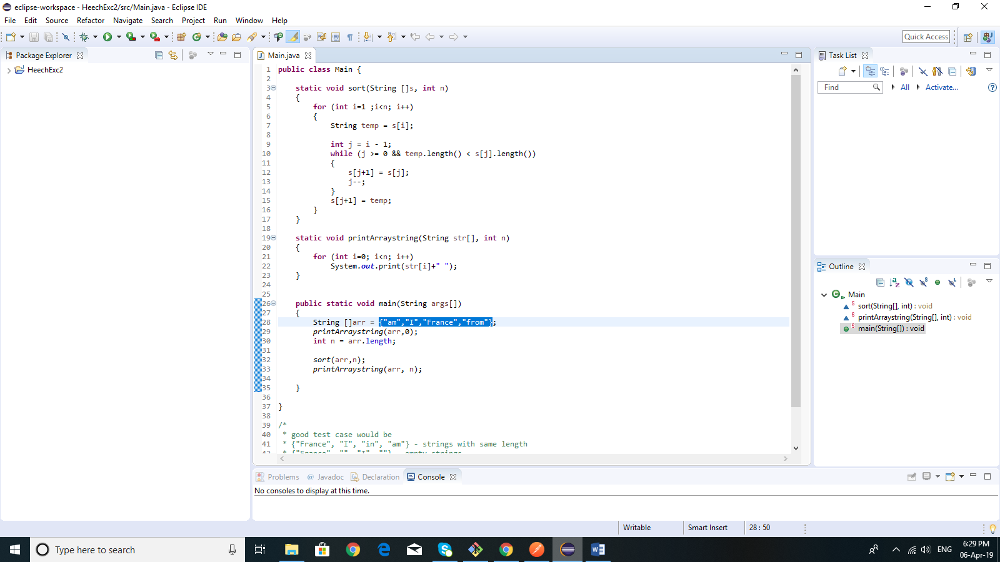 eclipse-workspace - HeechExc2/src/Main.java - Eclipse IDE
File Edit Source Refactor Navigate Search Project Run Window Help
Quick Access
Package Explorer
HeechExc2
Main.java
1 public class Main {
2
3 static void sort(String []s, int n)
4 {
5 for (int i=1 ;i<n; i++)
6 {
7 String temp = s[i];
8
9 int j = i - 1;
10 while (j >= 0 && temp.length() < s[j].length())
11 {
12 s[j+1] = s[j];
13 j--;
14 }
15 s[j+1] = temp;
16 }
17 }
18
19 static void printArraystring(String str[], int n)
20 {
21 for (int i=0; i<n; i++)
22 System.out.print(str[i]+" ");
23 }
24
25
26 public static void main(String args[])
27 {
28 String []arr = {"am","I","France","from"};
29 printArraystring(arr,0);
30 int n = arr.length;
31
32 sort(arr,n);
33 printArraystring(arr, n);
34
35 }
36
37 }
38
39 /*
40 * good test case would be
41 * {"France", "I", "in", "am"} - strings with same length
42 * {"France", "", "I", ""} - empty strings
Task List
Find
All
Activate...
Outline
Main
sort(String[], int) : void
printArraystring(String[], int) : void
main(String[]) : void
Problems Javadoc Declaration Console
No consoles to display at this time.
Writable Smart Insert 28 : 50
Type here to search
ENG
6:29 PM
06-Apr-19